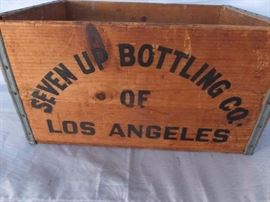 SEVEN UP BOTTLING CO.
OF
LOS ANGELES